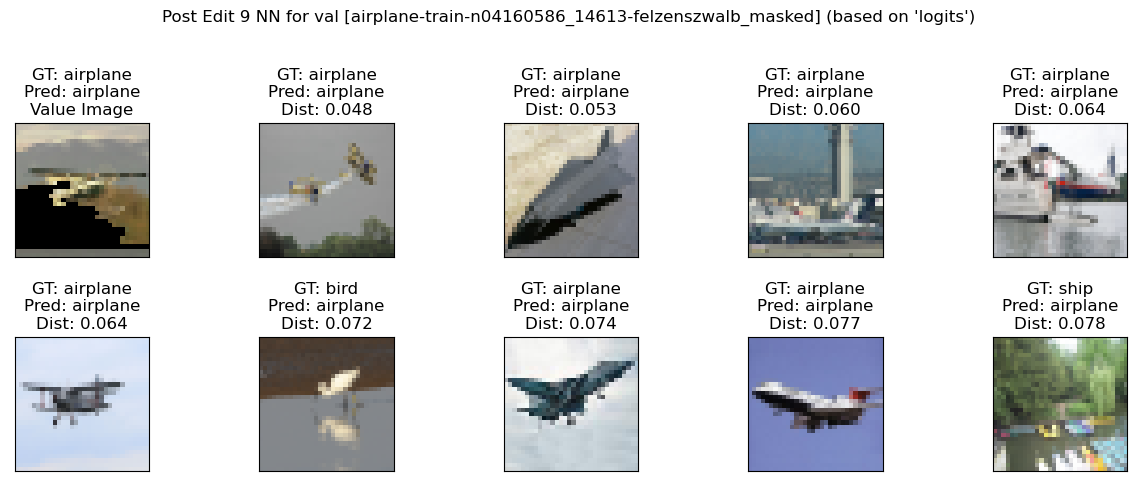 Post Edit 9 NN for val [airplane-train-n04160586_14613-felzenszwalb_masked] (based on 'logits')
GT: airplane
Pred: airplane
Value Image
GT: airplane
Pred: airplane
Dist: 0.048
GT: airplane
Pred: airplane
Dist: 0.053
GT: airplane
Pred: airplane
Dist: 0.060
GT: airplane
Pred: airplane
Dist: 0.064
GT: airplane
Pred: airplane
Dist: 0.064
GT: bird
Pred: airplane
Dist: 0.072
GT: airplane
Pred: airplane
Dist: 0.074
GT: airplane
Pred: airplane
Dist: 0.077
GT: ship
Pred: airplane
Dist: 0.078